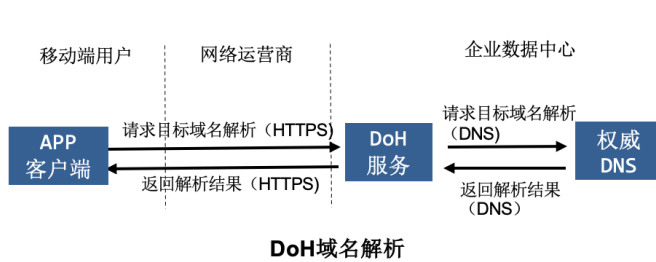 移动端用户
网络运营商
企业数据中心
APP
客户端
请求目标域名解析（HTTPS)
返回解析结果（HTTPS)
DoH
服务
请求目标域名解析
（DNS)
返回解析结果
（DNS）
权威
DNS
DoH域名解析